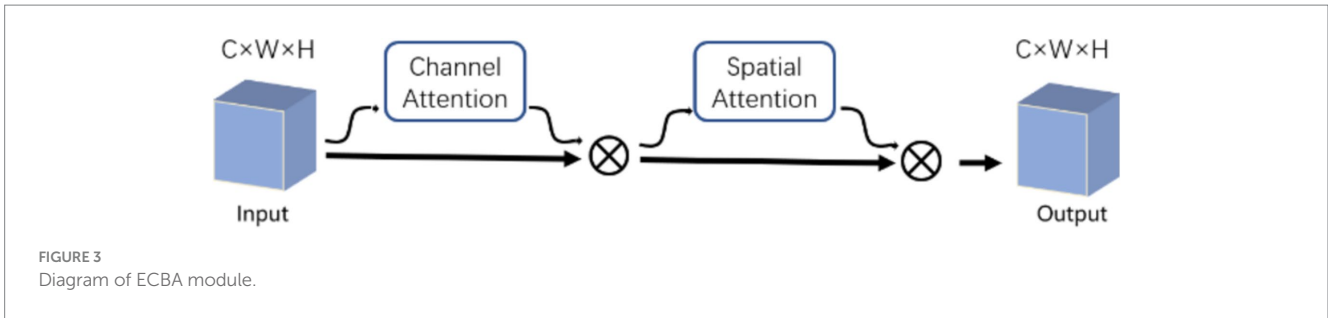 C×W×H
Channel
Attention
Spatial
Attention
C×W×H
Input
Output
FIGURE 3
Diagram of ECBA module.